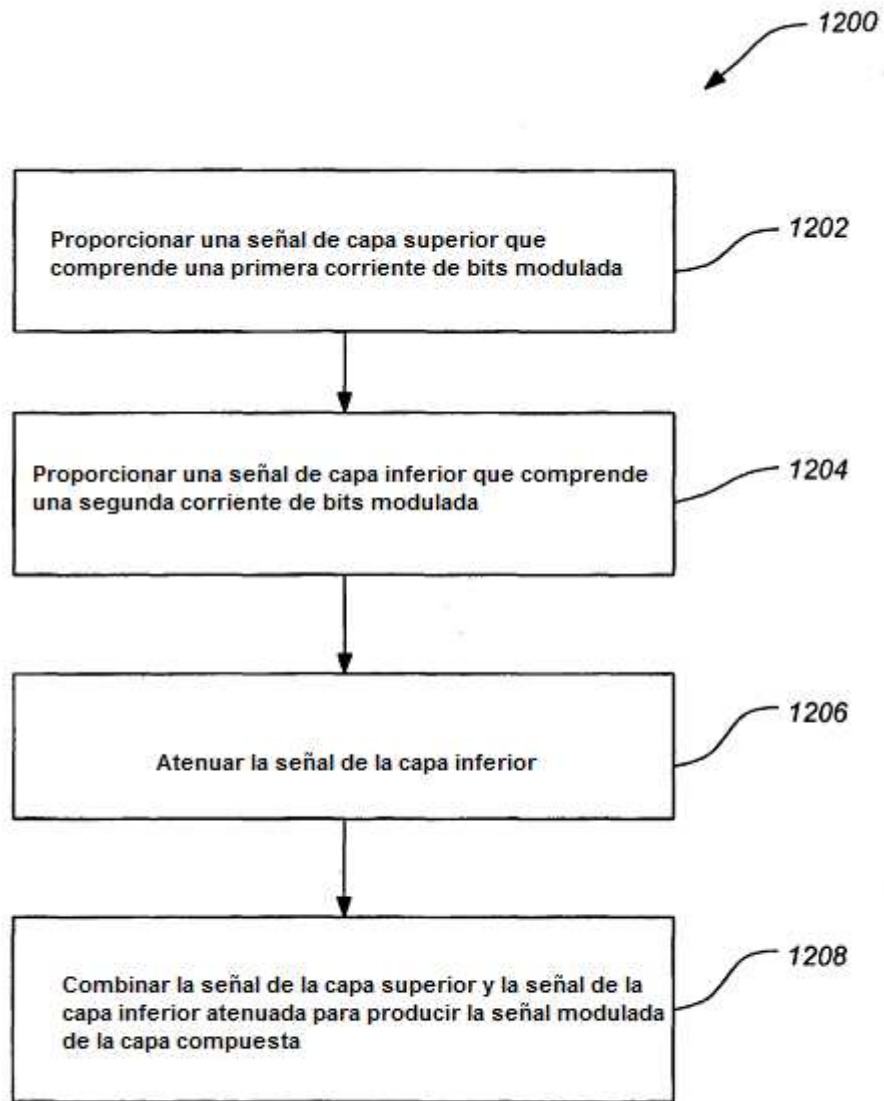 1200
Proporcionar una señal de capa superior que
comprende una primera corriente de bits modulada
1202
Proporcionar una señal de capa inferior que comprende
una segunda corriente de bits modulada
1204
Atenuar la señal de la capa inferior
1206
Combinar la señal de la capa superior y la señal de la
capa inferior atenuada para producir la señal modulada
de la capa compuesta
1208